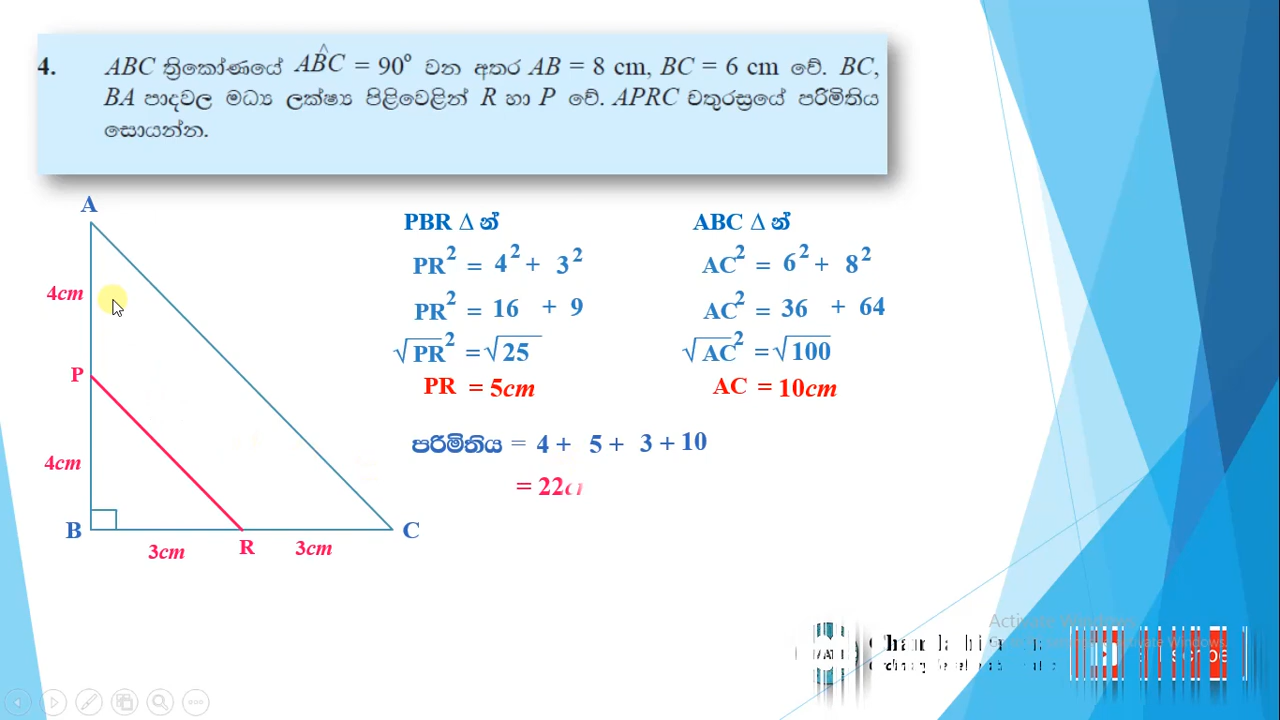 4. ABC ත්‍රිකෝණයේ AB̂C = 90° වන අතර AB = 8 cm, BC = 6 cm වේ. BC,
BA පාදවල මධ්‍ය ලක්ෂ්‍ය පිළිවෙළින් R හා P වේ. APRC චතුරස්‍රයේ පරිමිතිය
සොයන්න.
A
4cm
P
4cm
B
3cm
R
3cm
C
PBR Δ න්
PR² = 4² + 3²
PR² = 16 + 9
√PR² = √25
PR = 5cm
ABC Δ න්
AC² = 6² + 8²
AC² = 36 + 64
√AC² = √100
AC = 10cm
පරිමිතිය = 4 + 5 + 3 + 10
= 22c